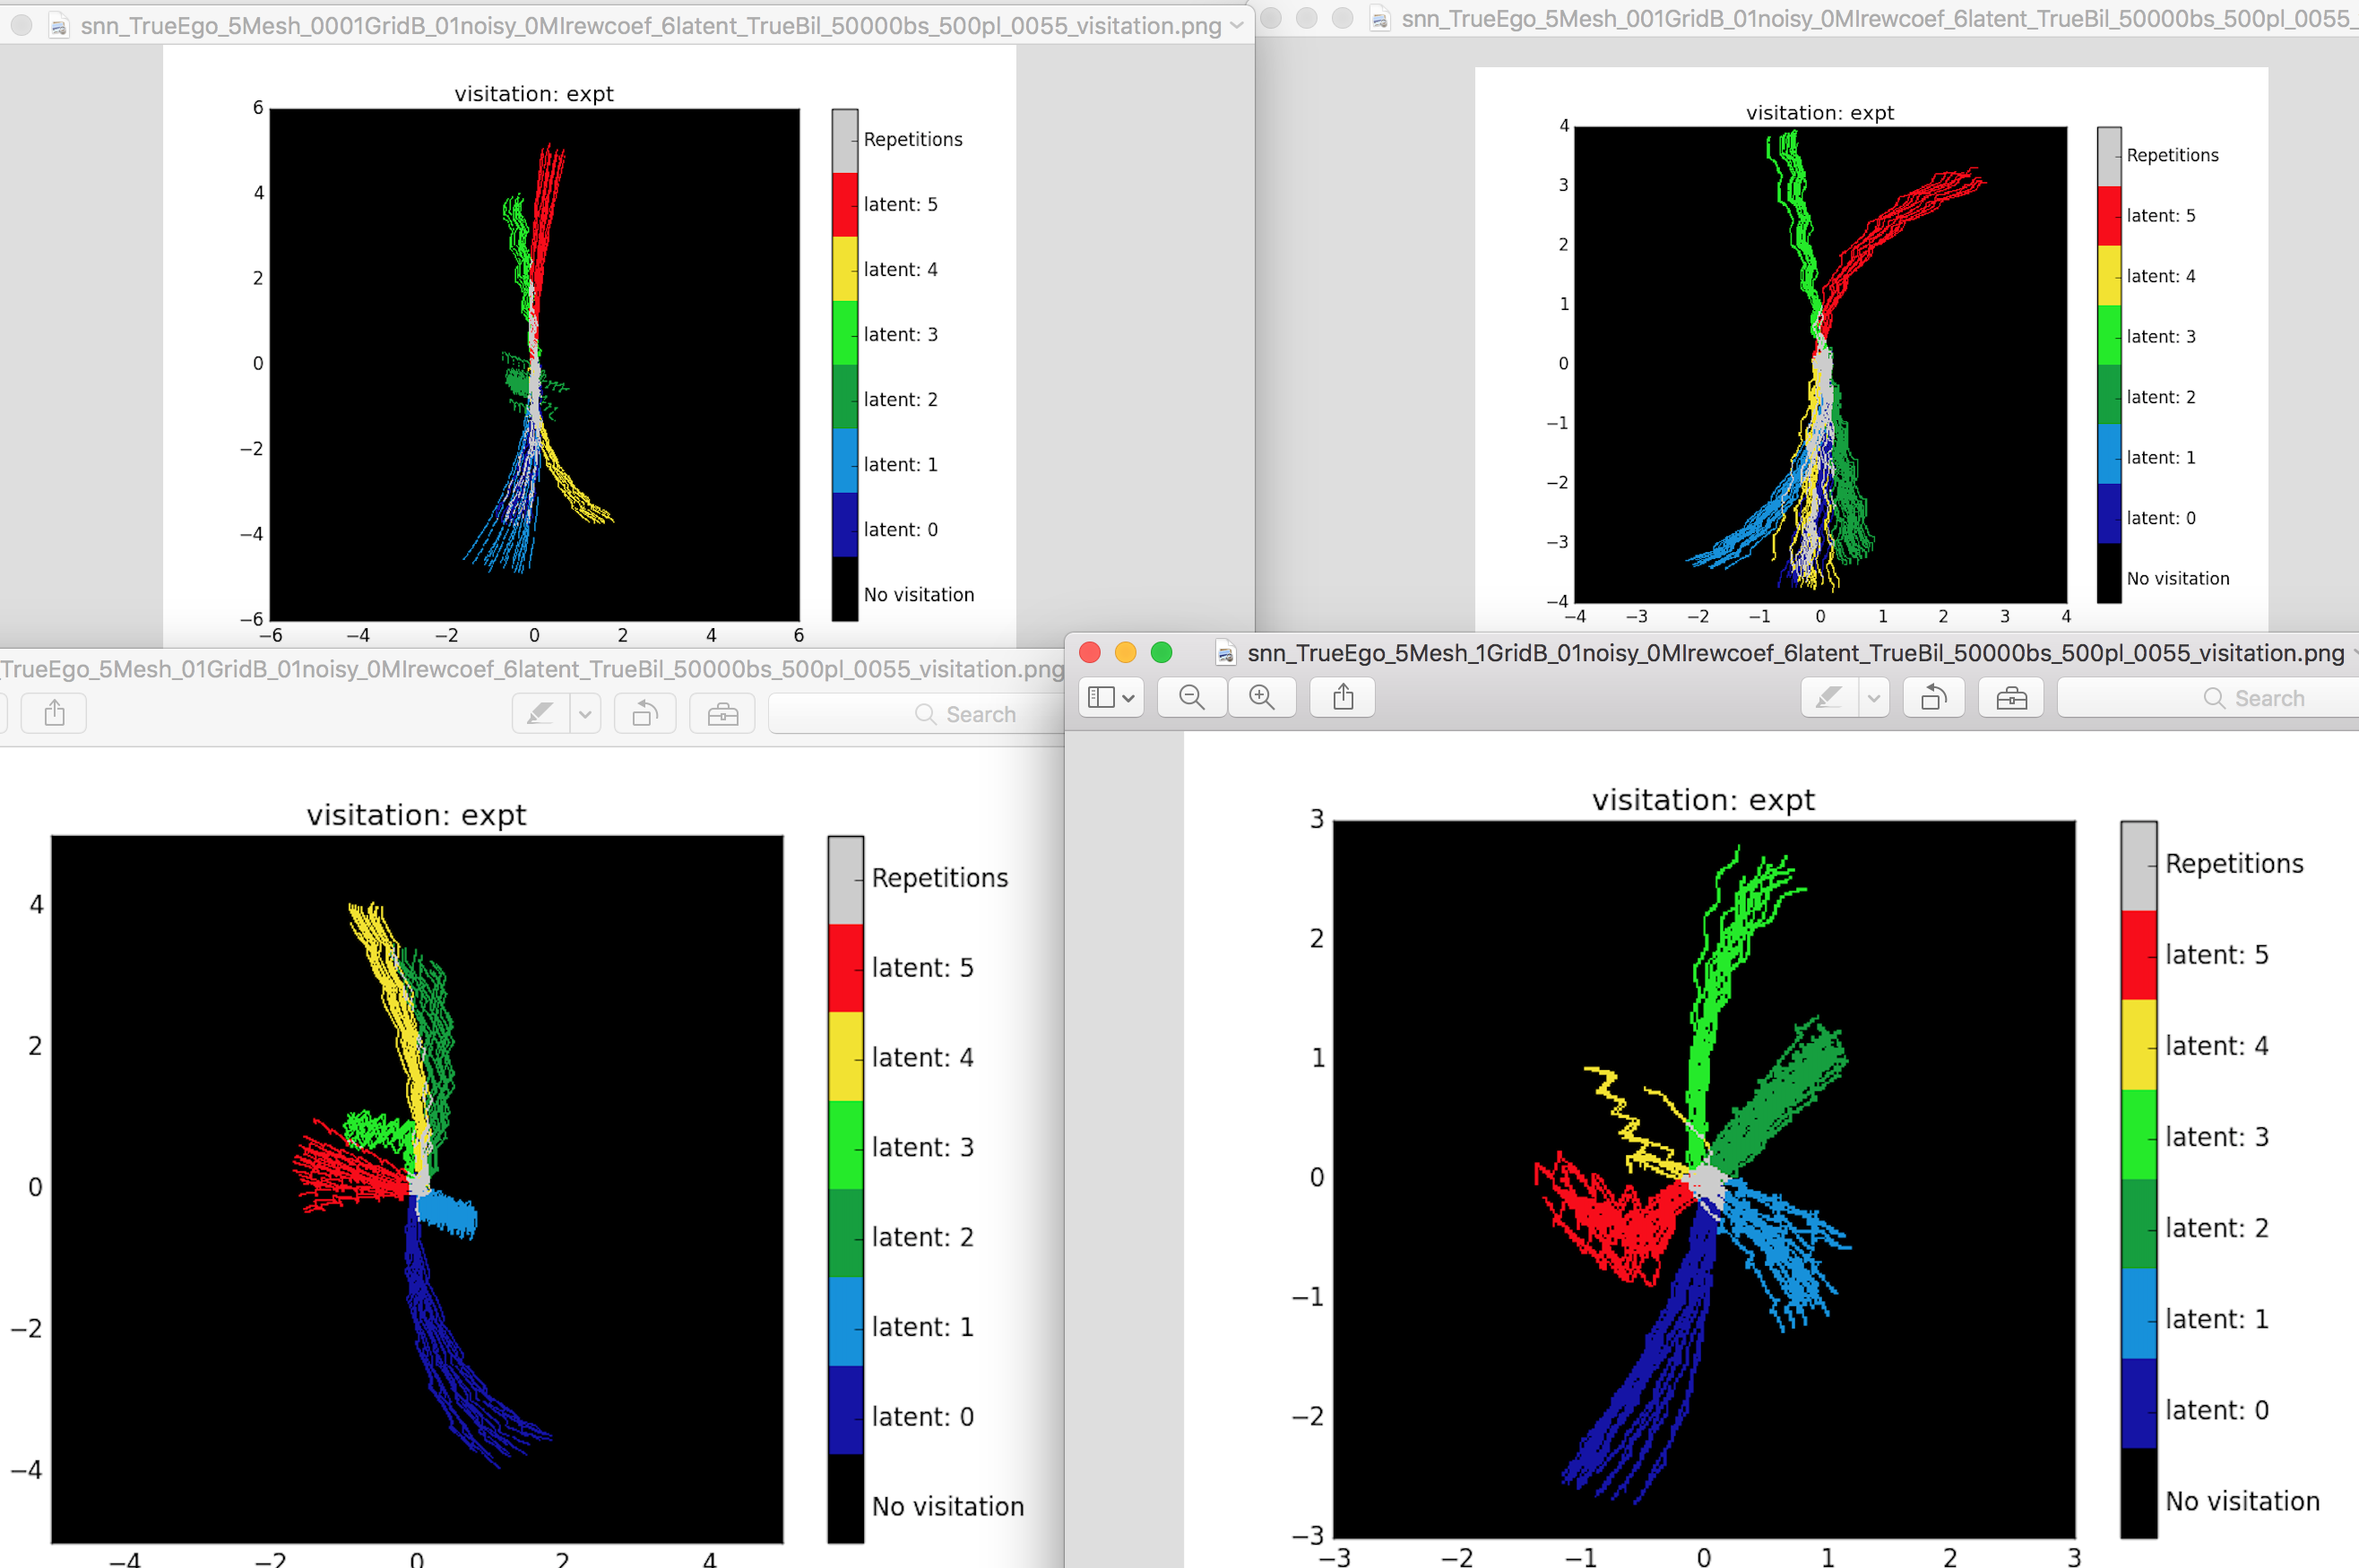 snn_TrueEgo_5Mesh_0001GridB_01noisy_0MIrewcoef_6latent_TrueBil_50000bs_500pl_0055_visitation.png
visitation: expt
6
4
2
0
−2
−4
−6
−6 −4 −2 0 2 4 6
Repetitions
latent: 5
latent: 4
latent: 3
latent: 2
latent: 1
latent: 0
No visitation
snn_TrueEgo_5Mesh_001GridB_01noisy_0MIrewcoef_6latent_TrueBil_50000bs_500pl_0055_
visitation: expt
4
3
2
1
0
−1
−2
−3
−4
−4 −3 −2 −1 0 1 2 3 4
Repetitions
latent: 5
latent: 4
latent: 3
latent: 2
latent: 1
latent: 0
No visitation
TrueEgo_5Mesh_01GridB_01noisy_0MIrewcoef_6latent_TrueBil_50000bs_500pl_0055_visitation.png
Search
visitation: expt
4
2
0
−2
−4
−4 −2 0 2 4
Repetitions
latent: 5
latent: 4
latent: 3
latent: 2
latent: 1
latent: 0
No visitation
snn_TrueEgo_5Mesh_1GridB_01noisy_0MIrewcoef_6latent_TrueBil_50000bs_500pl_0055_visitation.png
Search
visitation: expt
3
2
1
0
−1
−2
−3
−3 −2 −1 0 1 2 3
Repetitions
latent: 5
latent: 4
latent: 3
latent: 2
latent: 1
latent: 0
No visitation